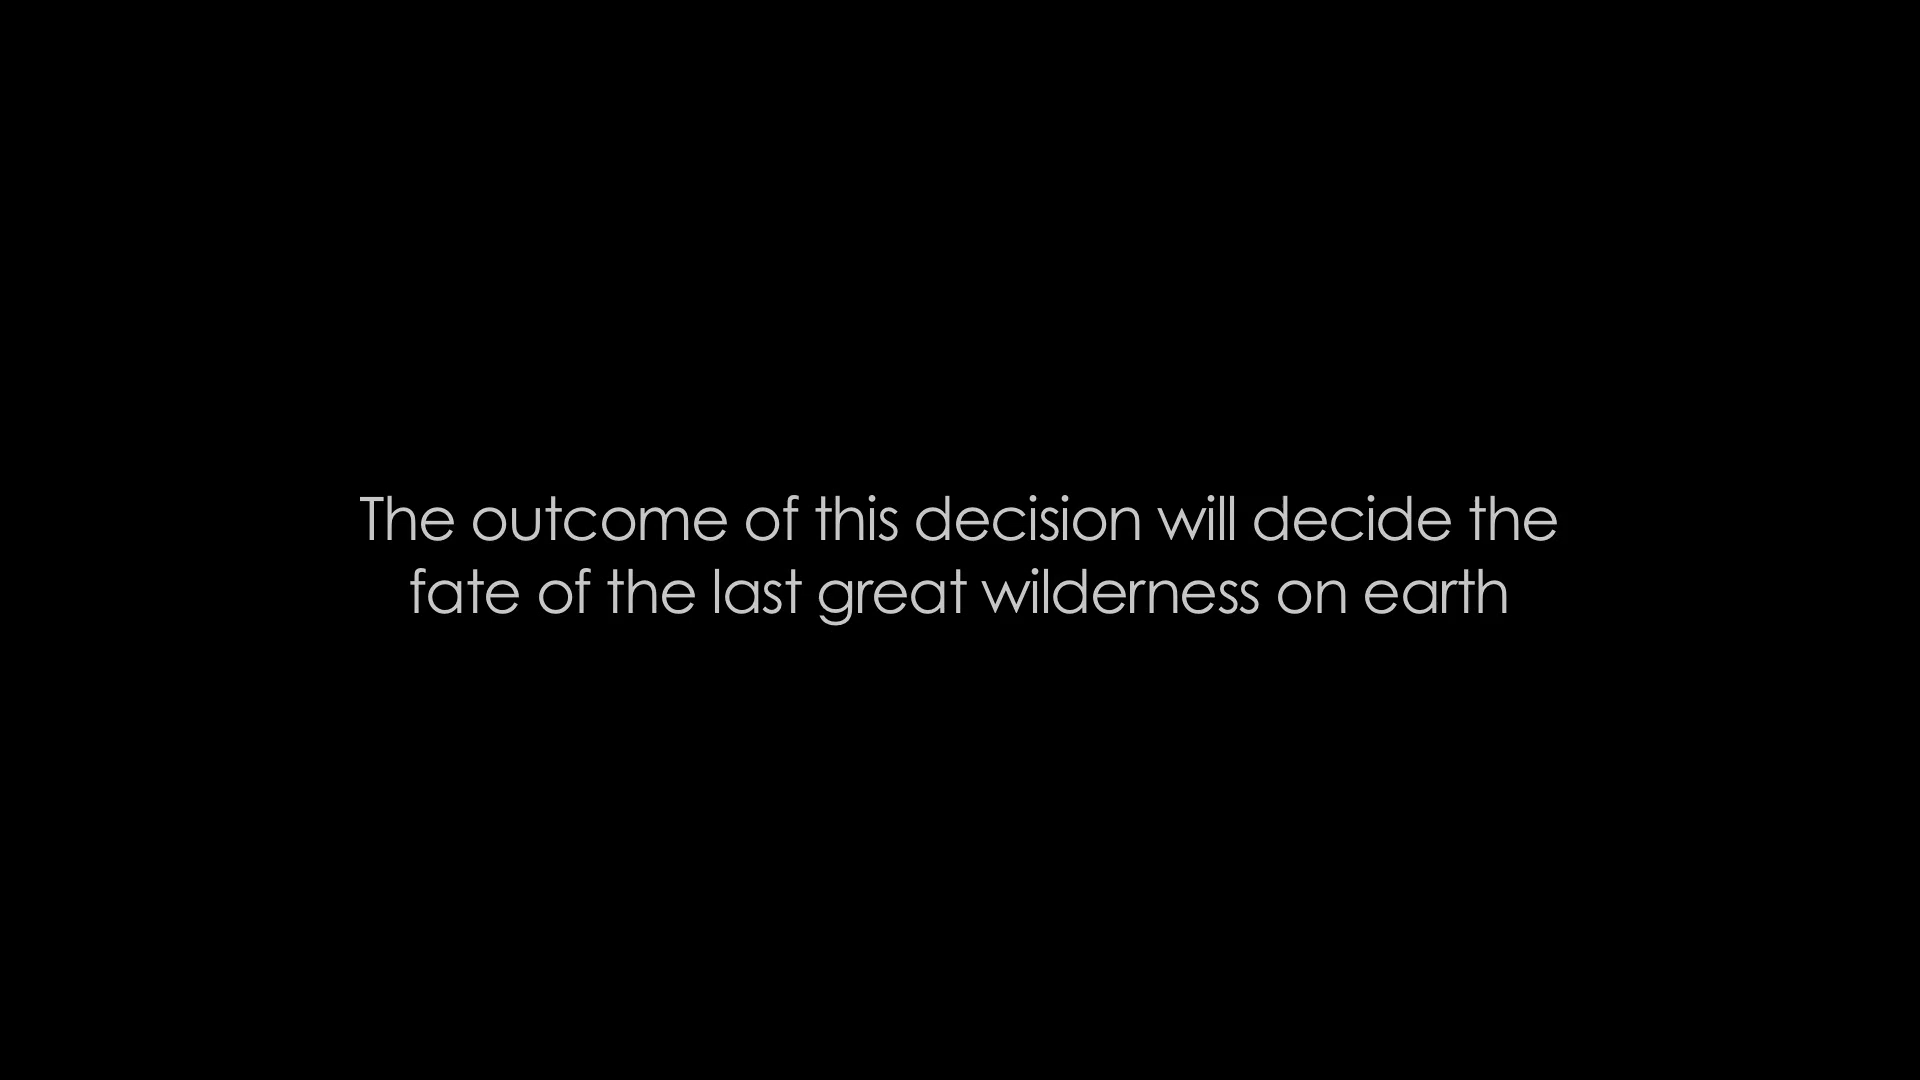 The outcome of this decision will decide the
fate of the last great wilderness on earth